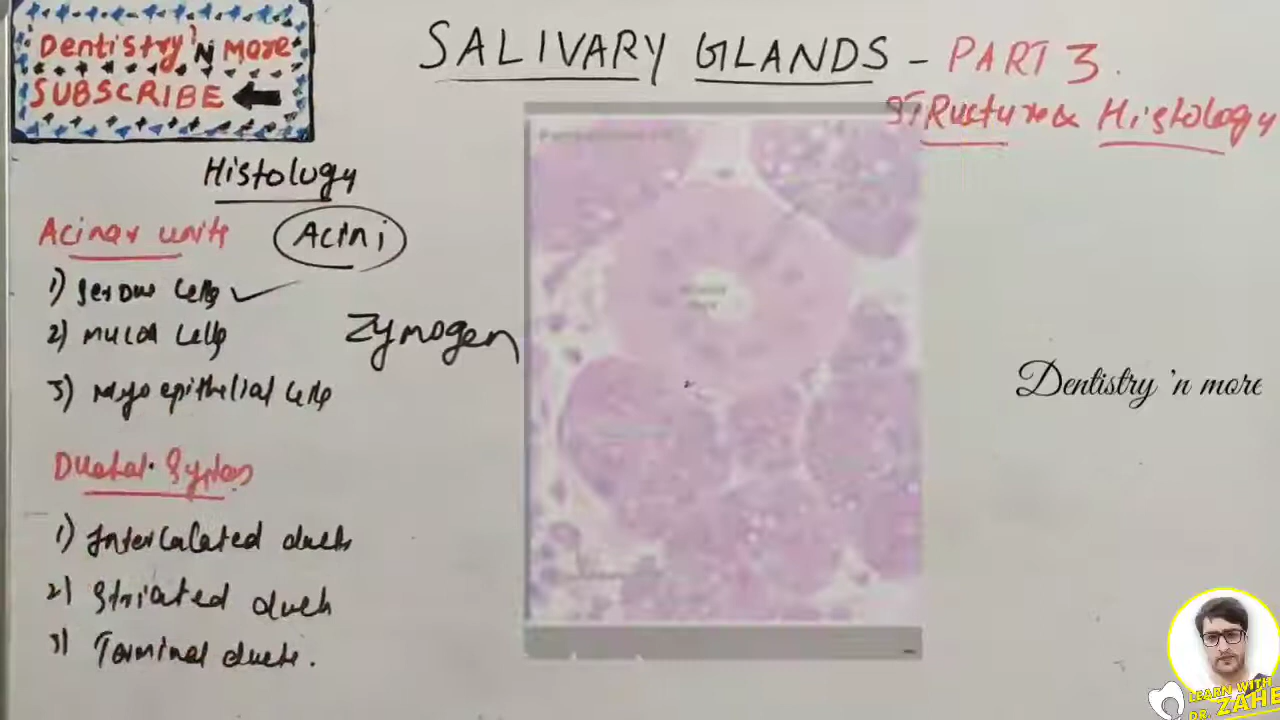 'Dentistry 'N More
SUBSCRIBE
SALIVARY GLANDS - PART 3.
STRUcture & Histology
Histology
Acinar units
Acini
1) Serous Cells
2) Mucos Cells
Zymogen
3) Myoepithelial Cells
Ductal System
1) Intercalated ducts
2) Striated ducts
3) Terminal ducts.
Dentistry 'n more
LEARN WITH
DR. ZAHE